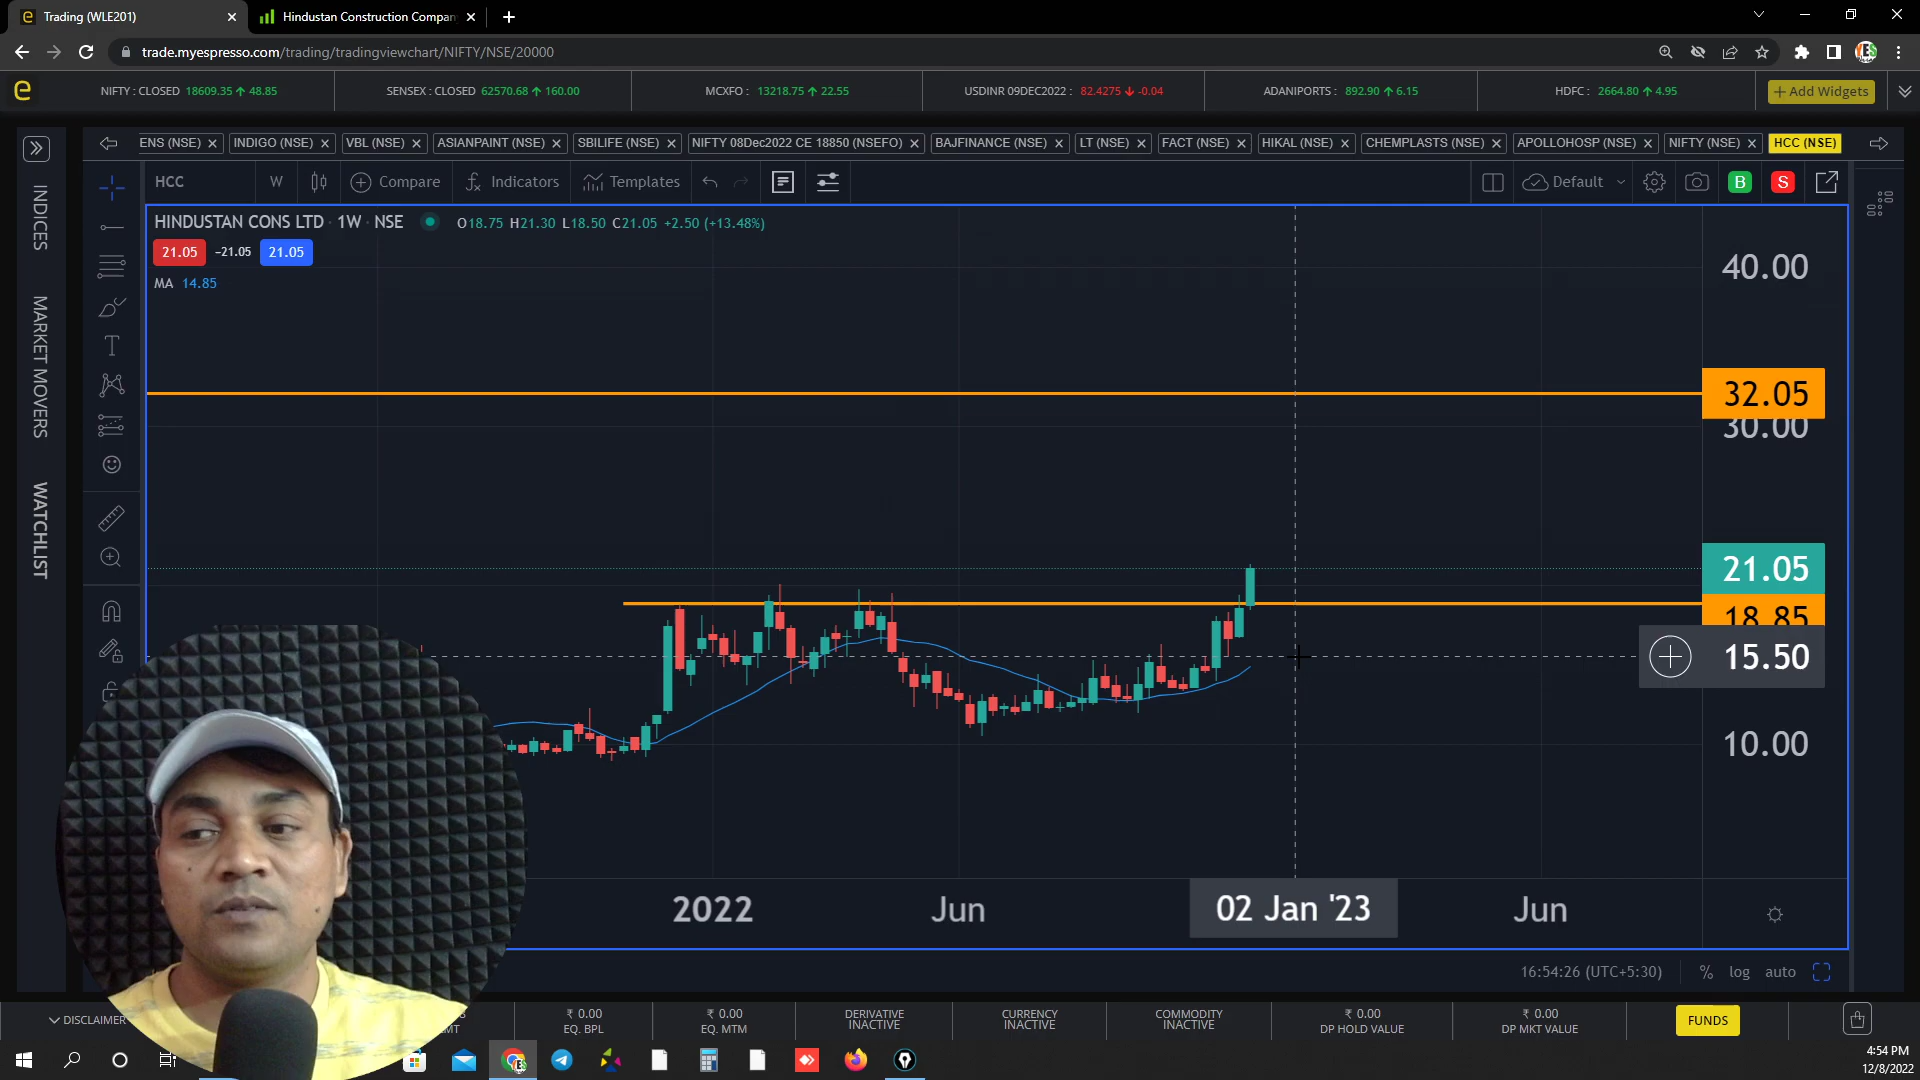 Trading (WLE201)
Hindustan Construction Company
trade.myespresso.com/trading/tradingviewchart/NIFTY/NSE/20000
NIFTY : CLOSED 18609.35 ↑ 48.85
SENSEX : CLOSED 62570.68 ↑ 160.00
MCXFO : 13218.75 ↑ 22.55
USDINR 09DEC2022 : 82.4275 ↓ -0.04
ADANIPORTS : 892.90 ↑ 6.15
HDFC : 2664.80 ↑ 4.95
+ Add Widgets
ENS (NSE)
INDIGO (NSE)
VBL (NSE)
ASIANPAINT (NSE)
SBILIFE (NSE)
NIFTY 08Dec2022 CE 18850 (NSEFO)
BAJFINANCE (NSE)
LT (NSE)
FACT (NSE)
HIKAL (NSE)
CHEMPLASTS (NSE)
APOLLOHOSP (NSE)
NIFTY (NSE)
HCC (NSE)
HCC
W
Compare
Indicators
Templates
Default
B
S
INDICES
MARKET MOVERS
WATCHLIST
HINDUSTAN CONS LTD · 1W · NSE
O18.75 H21.30 L18.50 C21.05 +2.50 (+13.48%)
21.05 −21.05 21.05
MA 14.85
40.00
32.05
30.00
21.05
18.85
15.50
10.00
2022
Jun
02 Jan '23
Jun
16:54:26 (UTC+5:30)
%
log
auto
DISCLAIMER
₹ 0.00
EQ. BPL
₹ 0.00
EQ. MTM
DERIVATIVE
INACTIVE
CURRENCY
INACTIVE
COMMODITY
INACTIVE
₹ 0.00
DP HOLD VALUE
₹ 0.00
DP MKT VALUE
FUNDS
4:54 PM
12/8/2022